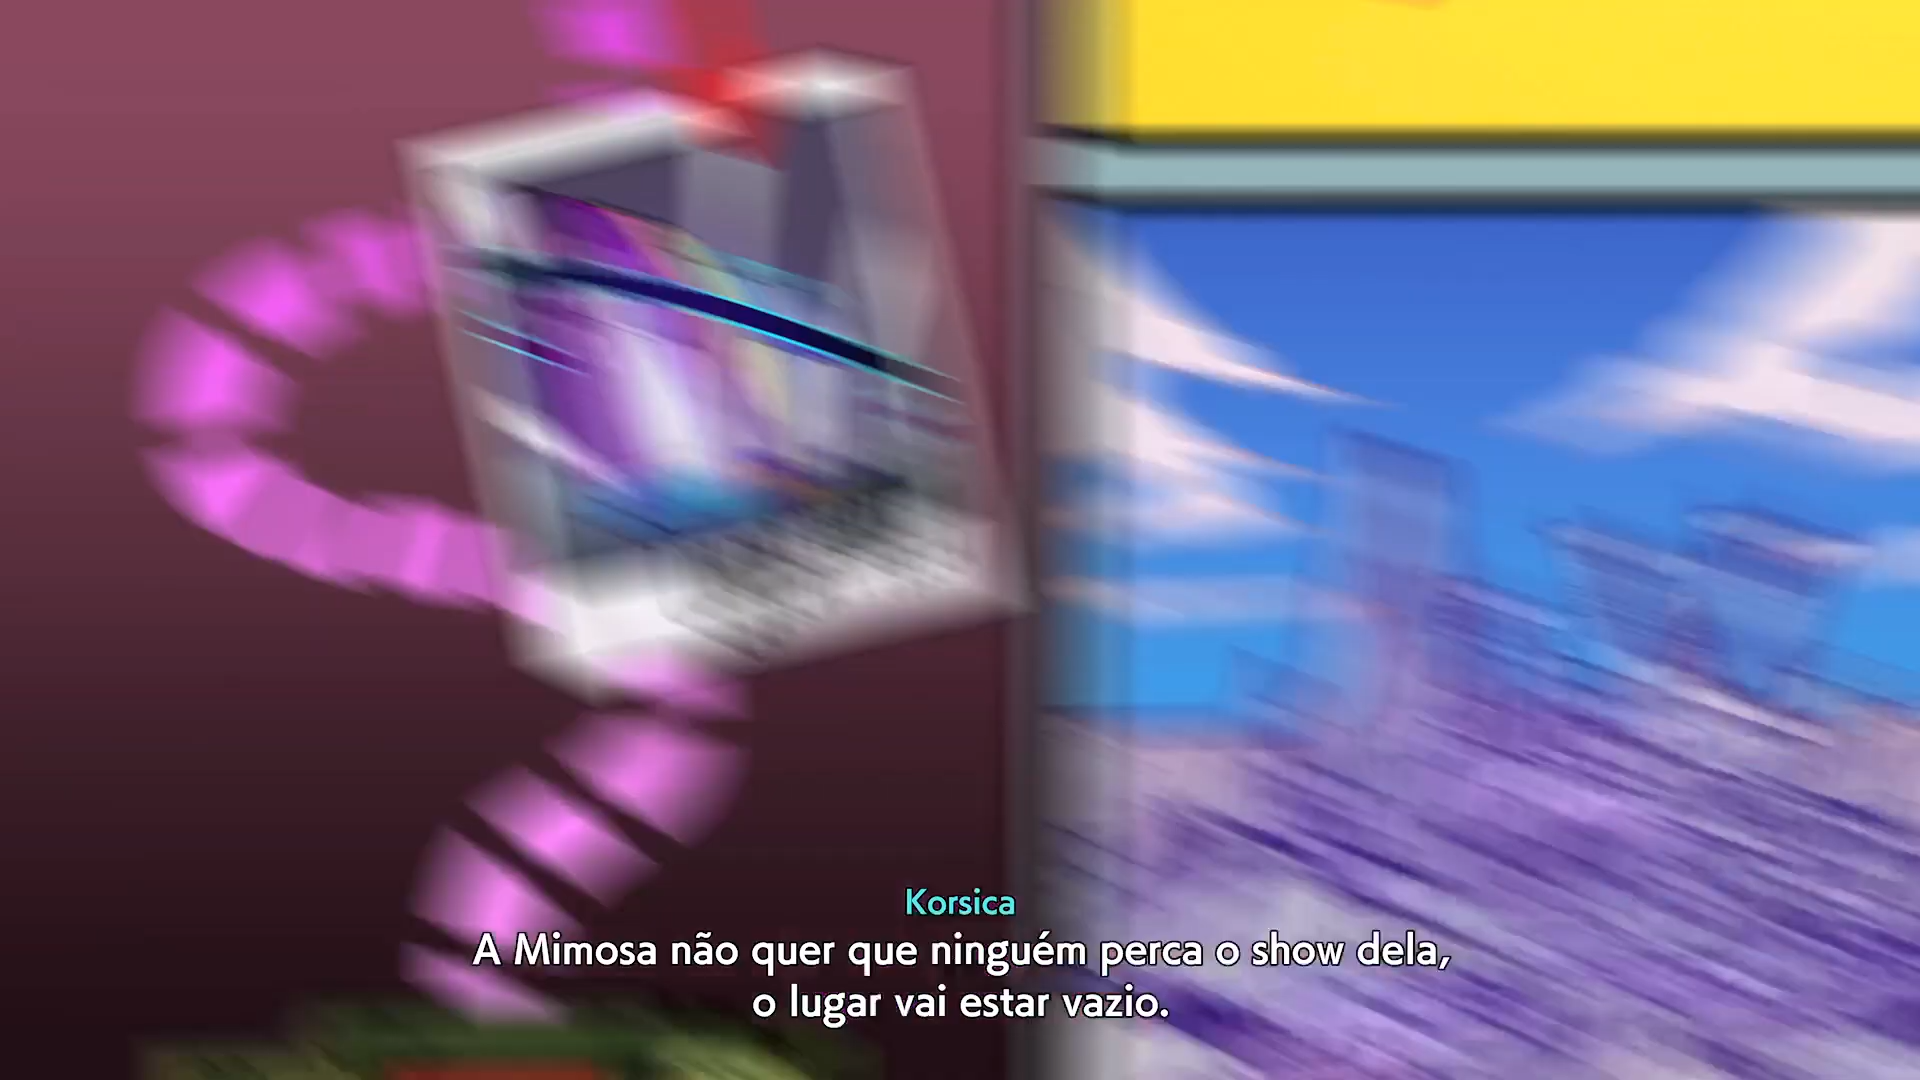 Korsica
A Mimosa não quer que ninguém perca o show dela,
o lugar vai estar vazio.